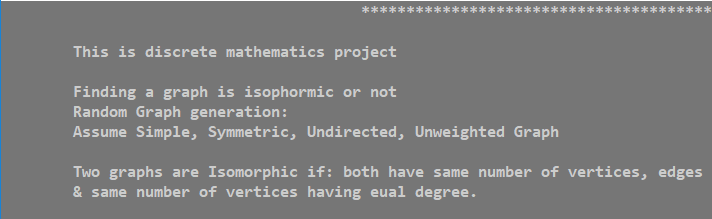 ***************************************
This is discrete mathematics project
Finding a graph is isophormic or not
Random Graph generation:
Assume Simple, Symmetric, Undirected, Unweighted Graph
Two graphs are Isomorphic if: both have same number of vertices, edges
& same number of vertices having eual degree.